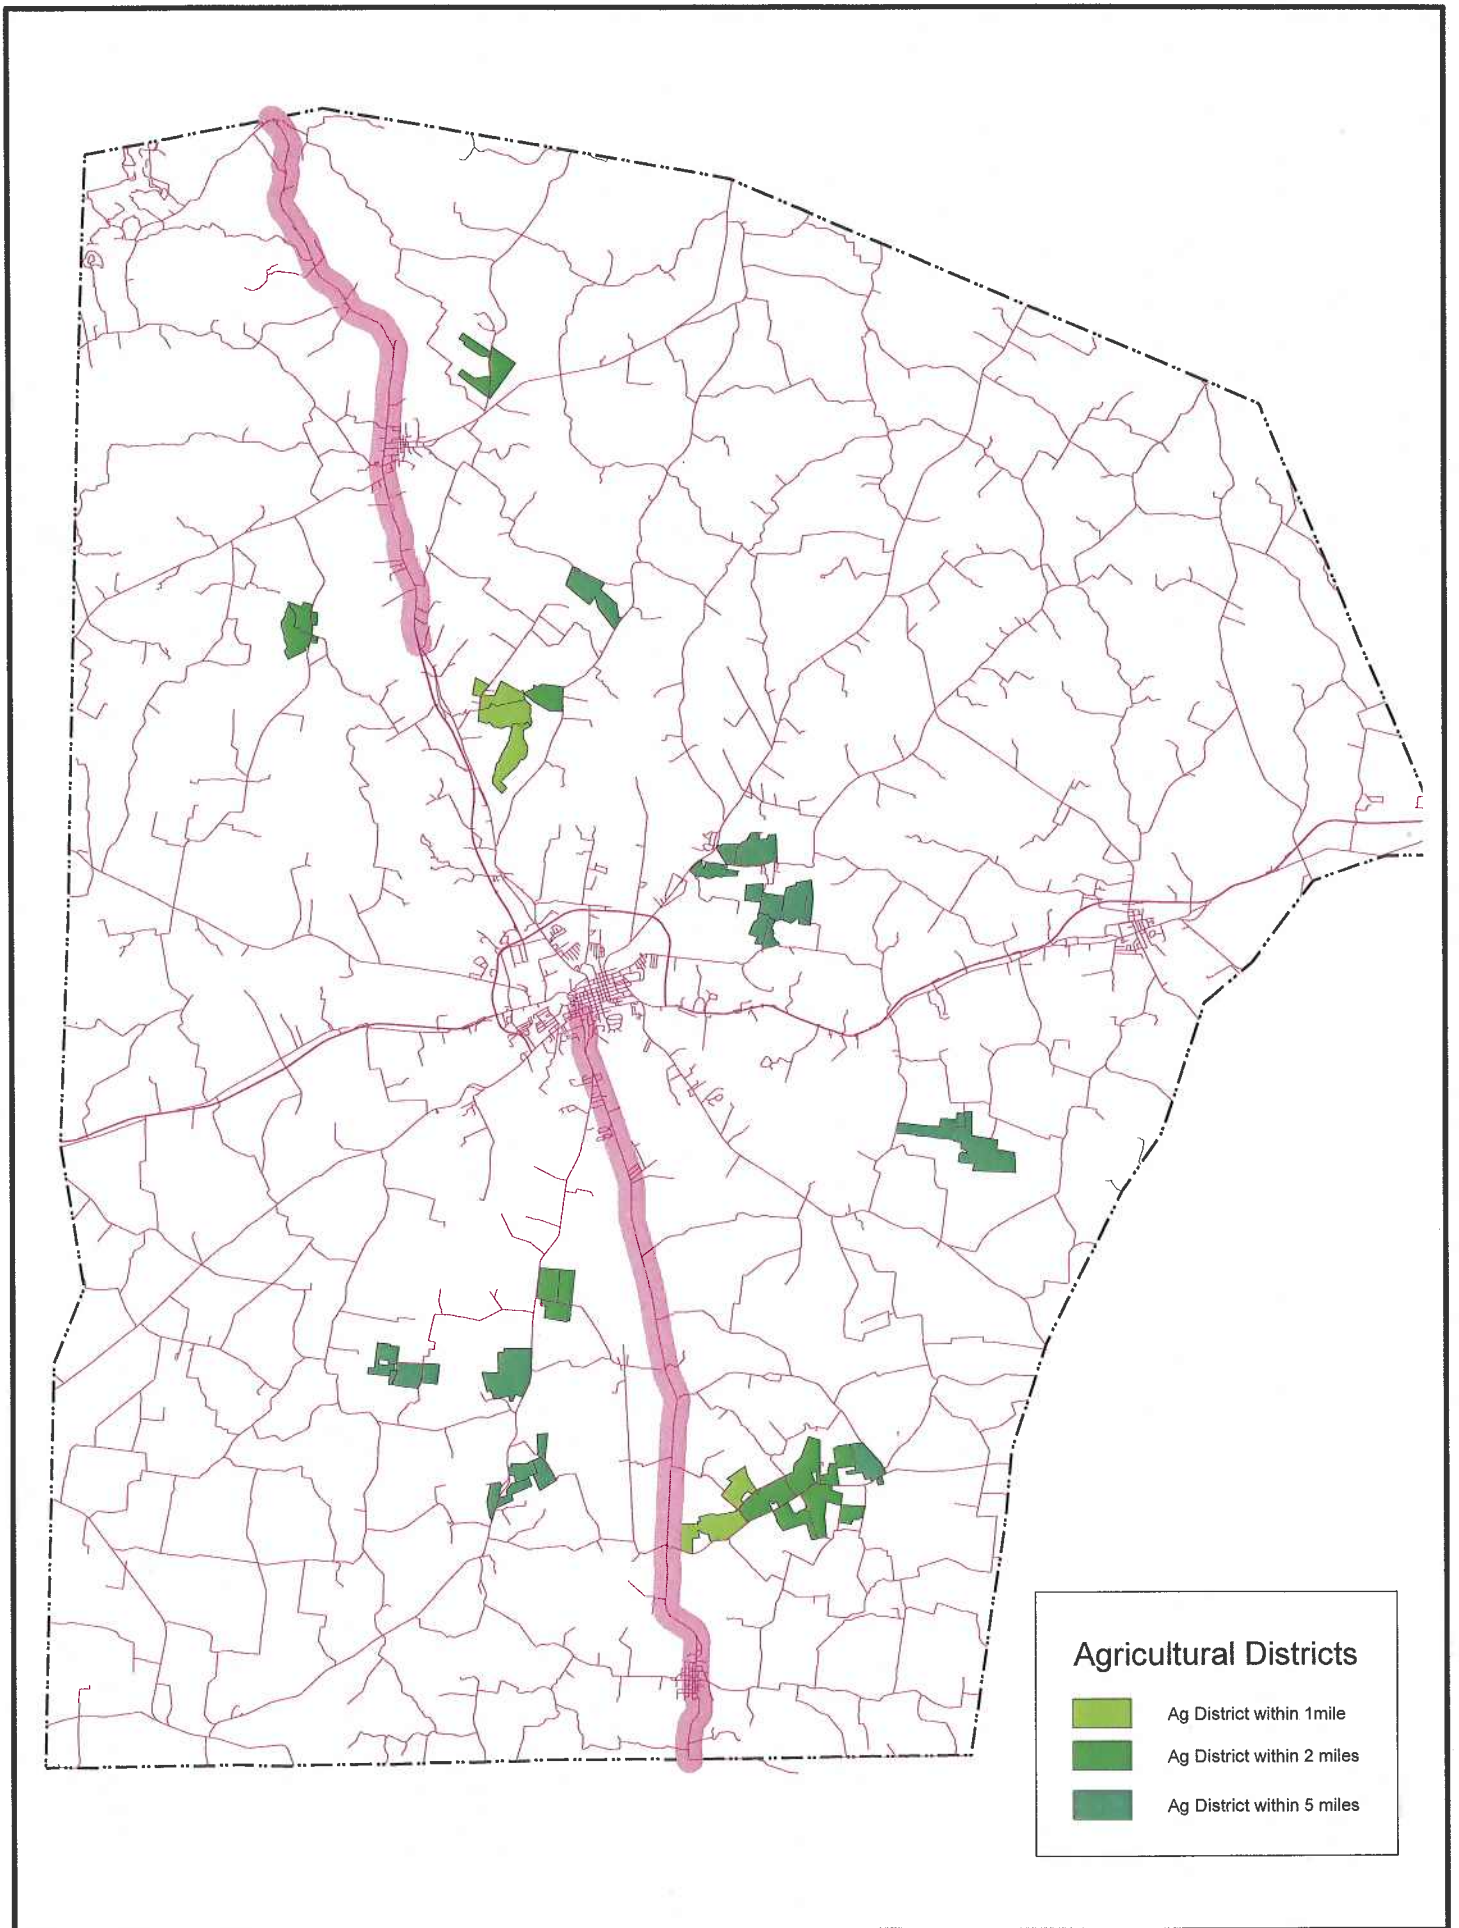 Agricultural Districts
Ag District within 1mile
Ag District within 2 miles
Ag District within 5 miles